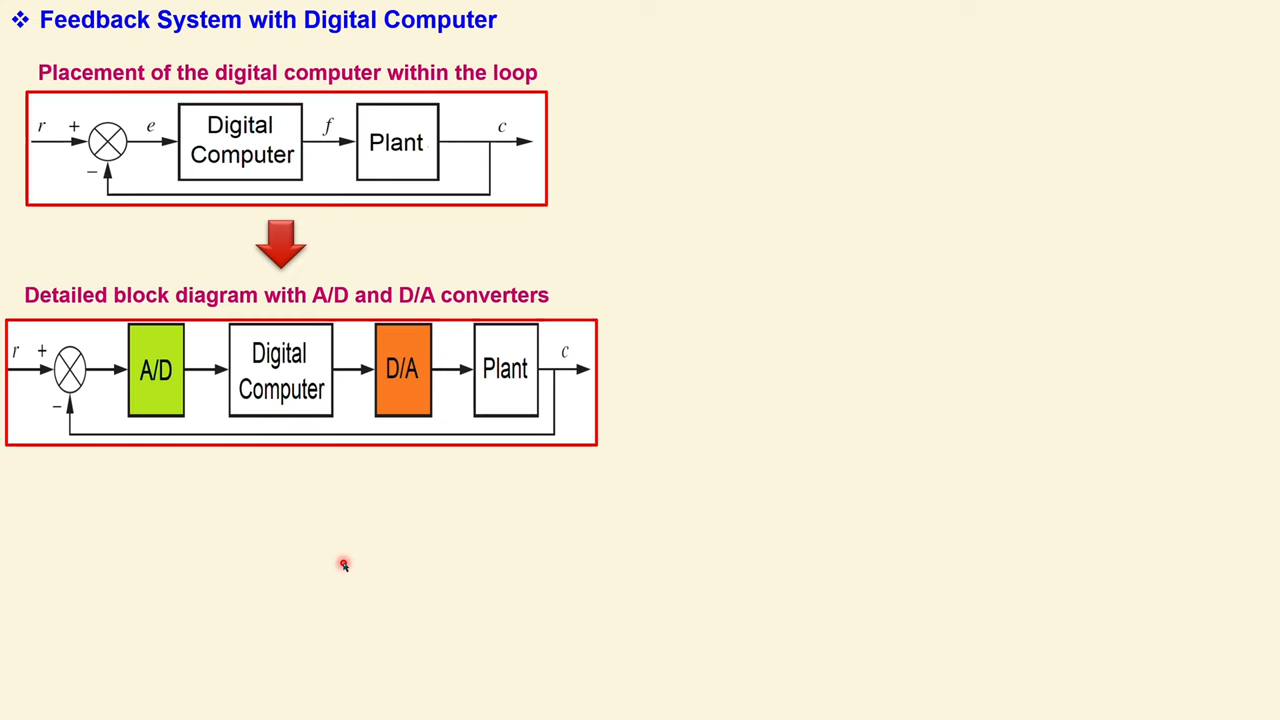 ❖ Feedback System with Digital Computer
Placement of the digital computer within the loop
r + e Digital Computer f Plant c
−
Detailed block diagram with A/D and D/A converters
r + A/D Digital Computer D/A Plant c
−